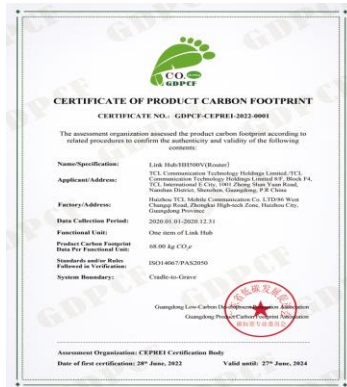 CO₂
GDPCF
CERTIFICATE OF PRODUCT CARBON FOOTPRINT
CERTIFICATE NO.: GDPCF-CEPREI-2022-0001
The assessment organization assessed the product carbon footprint according to
related procedures to confirm the authenticity and validity of the following
contents:
Name/Specification: Link Hub/HH500V(Router)
Applicant/Address: TCL Communication Technology Holdings Limited./TCL
Communication Technology Holdings Limited 8/F, Block F4,
TCL International E City, 1001 Zhong Shan Yuan Road,
Nanshan District, Shenzhen, Guangdong, P.R China
Factory/Address: Huizhou TCL Mobile Communication Co. LTD/86 West
Changqi Road, Zhongkai High-tech Zone, Huizhou City,
Guangdong Province
Data Collection Period: 2020.01.01-2020.12.31
Functional Unit: One item of Link Hub
Product Carbon Footprint
Data Per Functional Unit: 68.00 kg CO₂e
Standards and/or Rules
Followed in Verification: ISO14067/PAS2050
System Boundary: Cradle-to-Grave
Guangdong Low-Carbon Development Promotion Association
Guangdong Product Carbon Footprint Association
Assessment Organization: CEPREI Certification Body
Date of first certification: 28ᵗʰ June, 2022 Valid until: 27ᵗʰ June, 2024